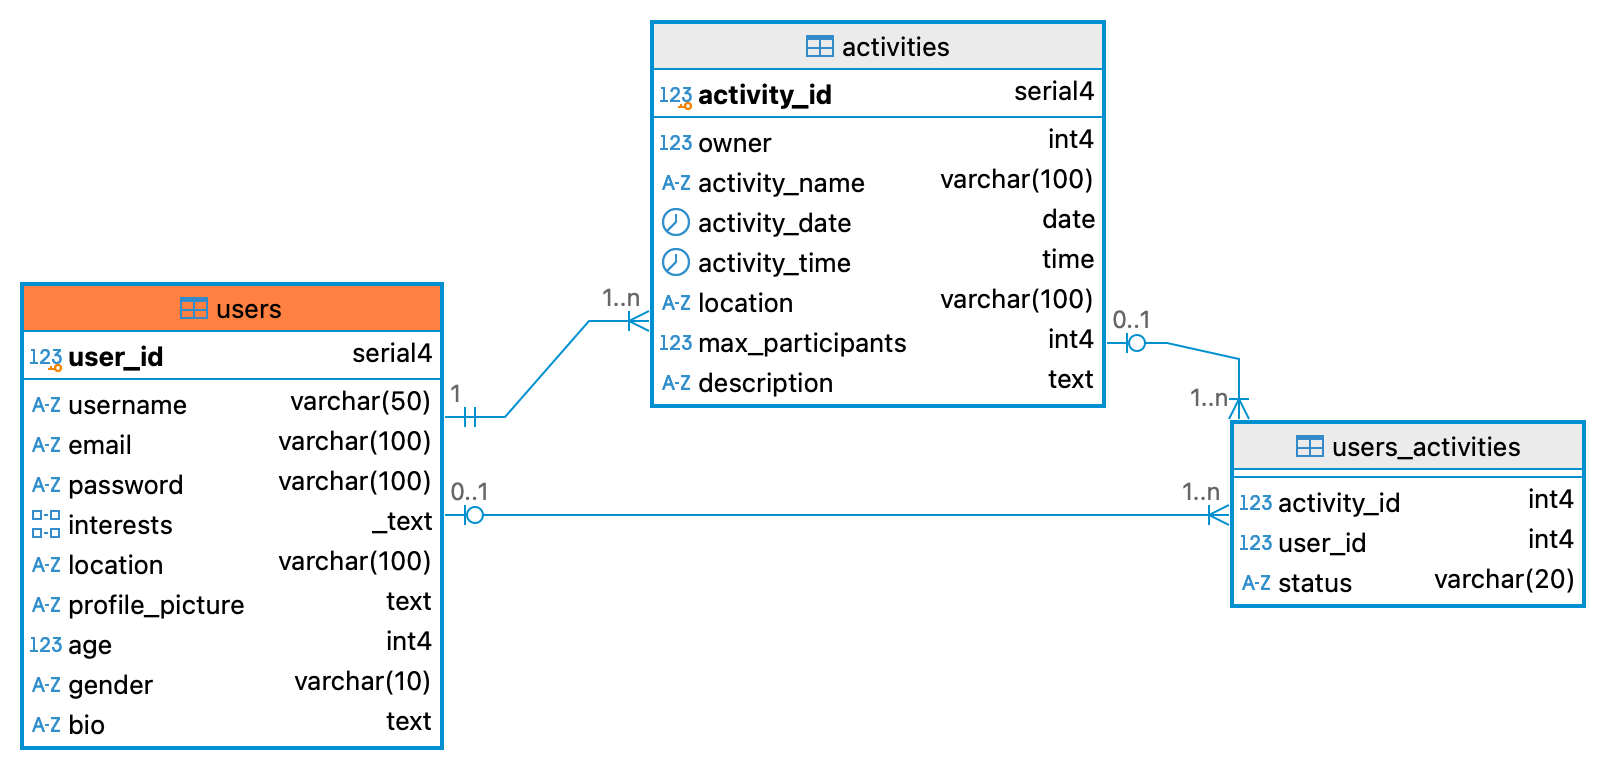 activities
123 activity_id serial4
123 owner int4
A-Z activity_name varchar(100)
activity_date date
activity_time time
A-Z location varchar(100)
123 max_participants int4
A-Z description text
users
123 user_id serial4
A-Z username varchar(50)
A-Z email varchar(100)
A-Z password varchar(100)
interests _text
A-Z location varchar(100)
A-Z profile_picture text
123 age int4
A-Z gender varchar(10)
A-Z bio text
1
1..n
0..1
1..n
0..1
1..n
users_activities
123 activity_id int4
123 user_id int4
A-Z status varchar(20)